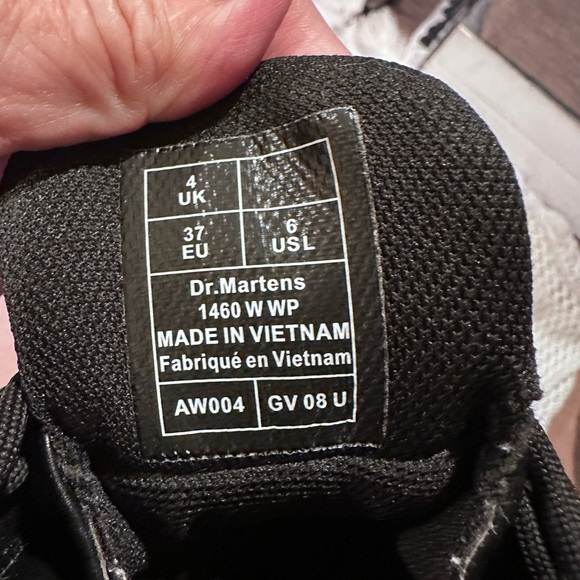 4
UK
37
EU
6
USL
Dr.Martens
1460 W WP
MADE IN VIETNAM
Fabriqué en Vietnam
AW004
GV 08 U